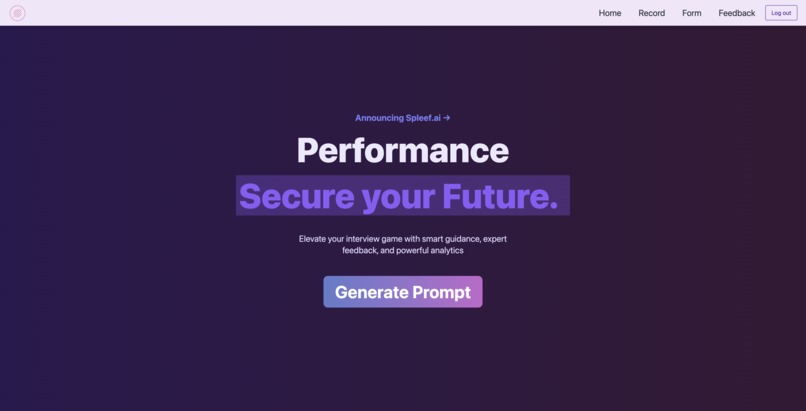 Home Record Form Feedback Log out
Announcing Spleef.ai →
Performance
Secure your Future.
Elevate your interview game with smart guidance, expert
feedback, and powerful analytics
Generate Prompt